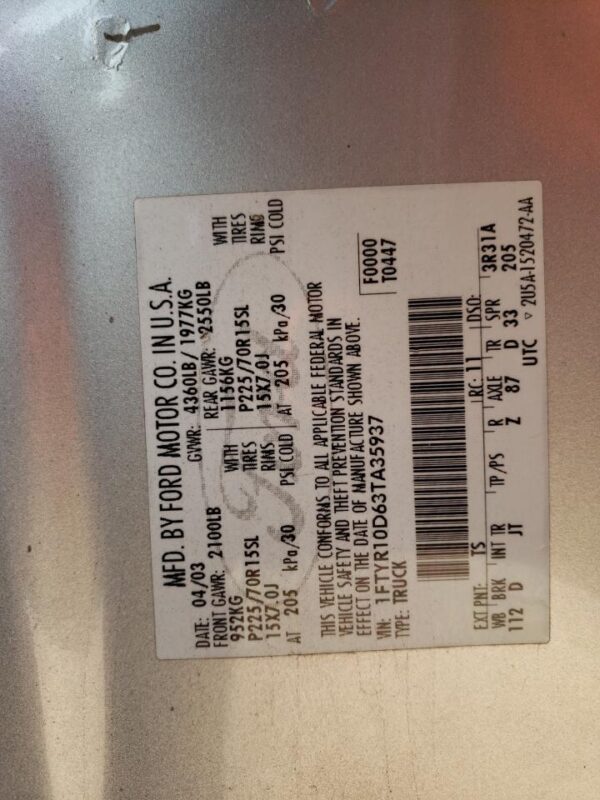 MFD. BY FORD MOTOR CO. IN U.S.A.
DATE: 04/03 GVWR: 4360LB/ 1977KG
FRONT GAWR: 2100LB REAR GAWR: 2550LB
952KG WITH 1156KG WITH
P225/70R15SL TIRES P225/70R15SL TIRES
15X7.0J RIMS 15X7.0J RIMS
AT 205 kPa/30 PSI COLD AT 205 kPa/30 PSI COLD
THIS VEHICLE CONFORMS TO ALL APPLICABLE FEDERAL MOTOR
VEHICLE SAFETY AND THEFT PREVENTION STANDARDS IN
EFFECT ON THE DATE OF MANUFACTURE SHOWN ABOVE.
VIN: 1FTYR10D63TA35937 F0000
TYPE: TRUCK T0447
EXT PNT: TS RC: 11 DSO:
WB BRK INT TR TP/PS R AXLE TR SPR 3R31A
112 D JT Z 87 D 33 205
UTC ▽ 2U5A-1520472-AA
Ford